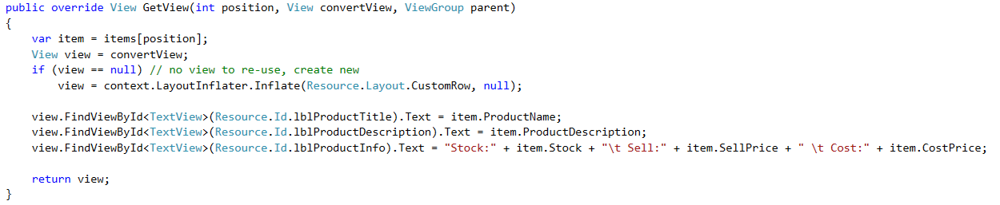 public override View GetView(int position, View convertView, ViewGroup parent)
{
    var item = items[position];
    View view = convertView;
    if (view == null) // no view to re-use, create new
        view = context.LayoutInflater.Inflate(Resource.Layout.CustomRow, null);

    view.FindViewById<TextView>(Resource.Id.lblProductTitle).Text = item.ProductName;
    view.FindViewById<TextView>(Resource.Id.lblProductDescription).Text = item.ProductDescription;
    view.FindViewById<TextView>(Resource.Id.lblProductInfo).Text = "Stock:" + item.Stock + "\t Sell:" + item.SellPrice + " \t Cost:" + item.CostPrice;

    return view;
}